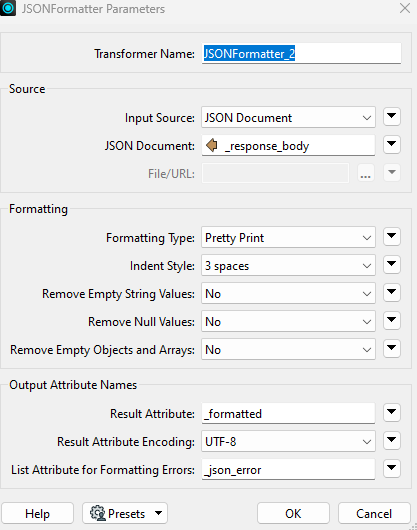 JSONFormatter Parameters
Transformer Name: JSONFormatter_2
Source
Input Source: JSON Document
JSON Document: _response_body
File/URL: ...
Formatting
Formatting Type: Pretty Print
Indent Style: 3 spaces
Remove Empty String Values: No
Remove Null Values: No
Remove Empty Objects and Arrays: No
Output Attribute Names
Result Attribute: _formatted
Result Attribute Encoding: UTF-8
List Attribute for Formatting Errors: _json_error
Help Presets OK Cancel